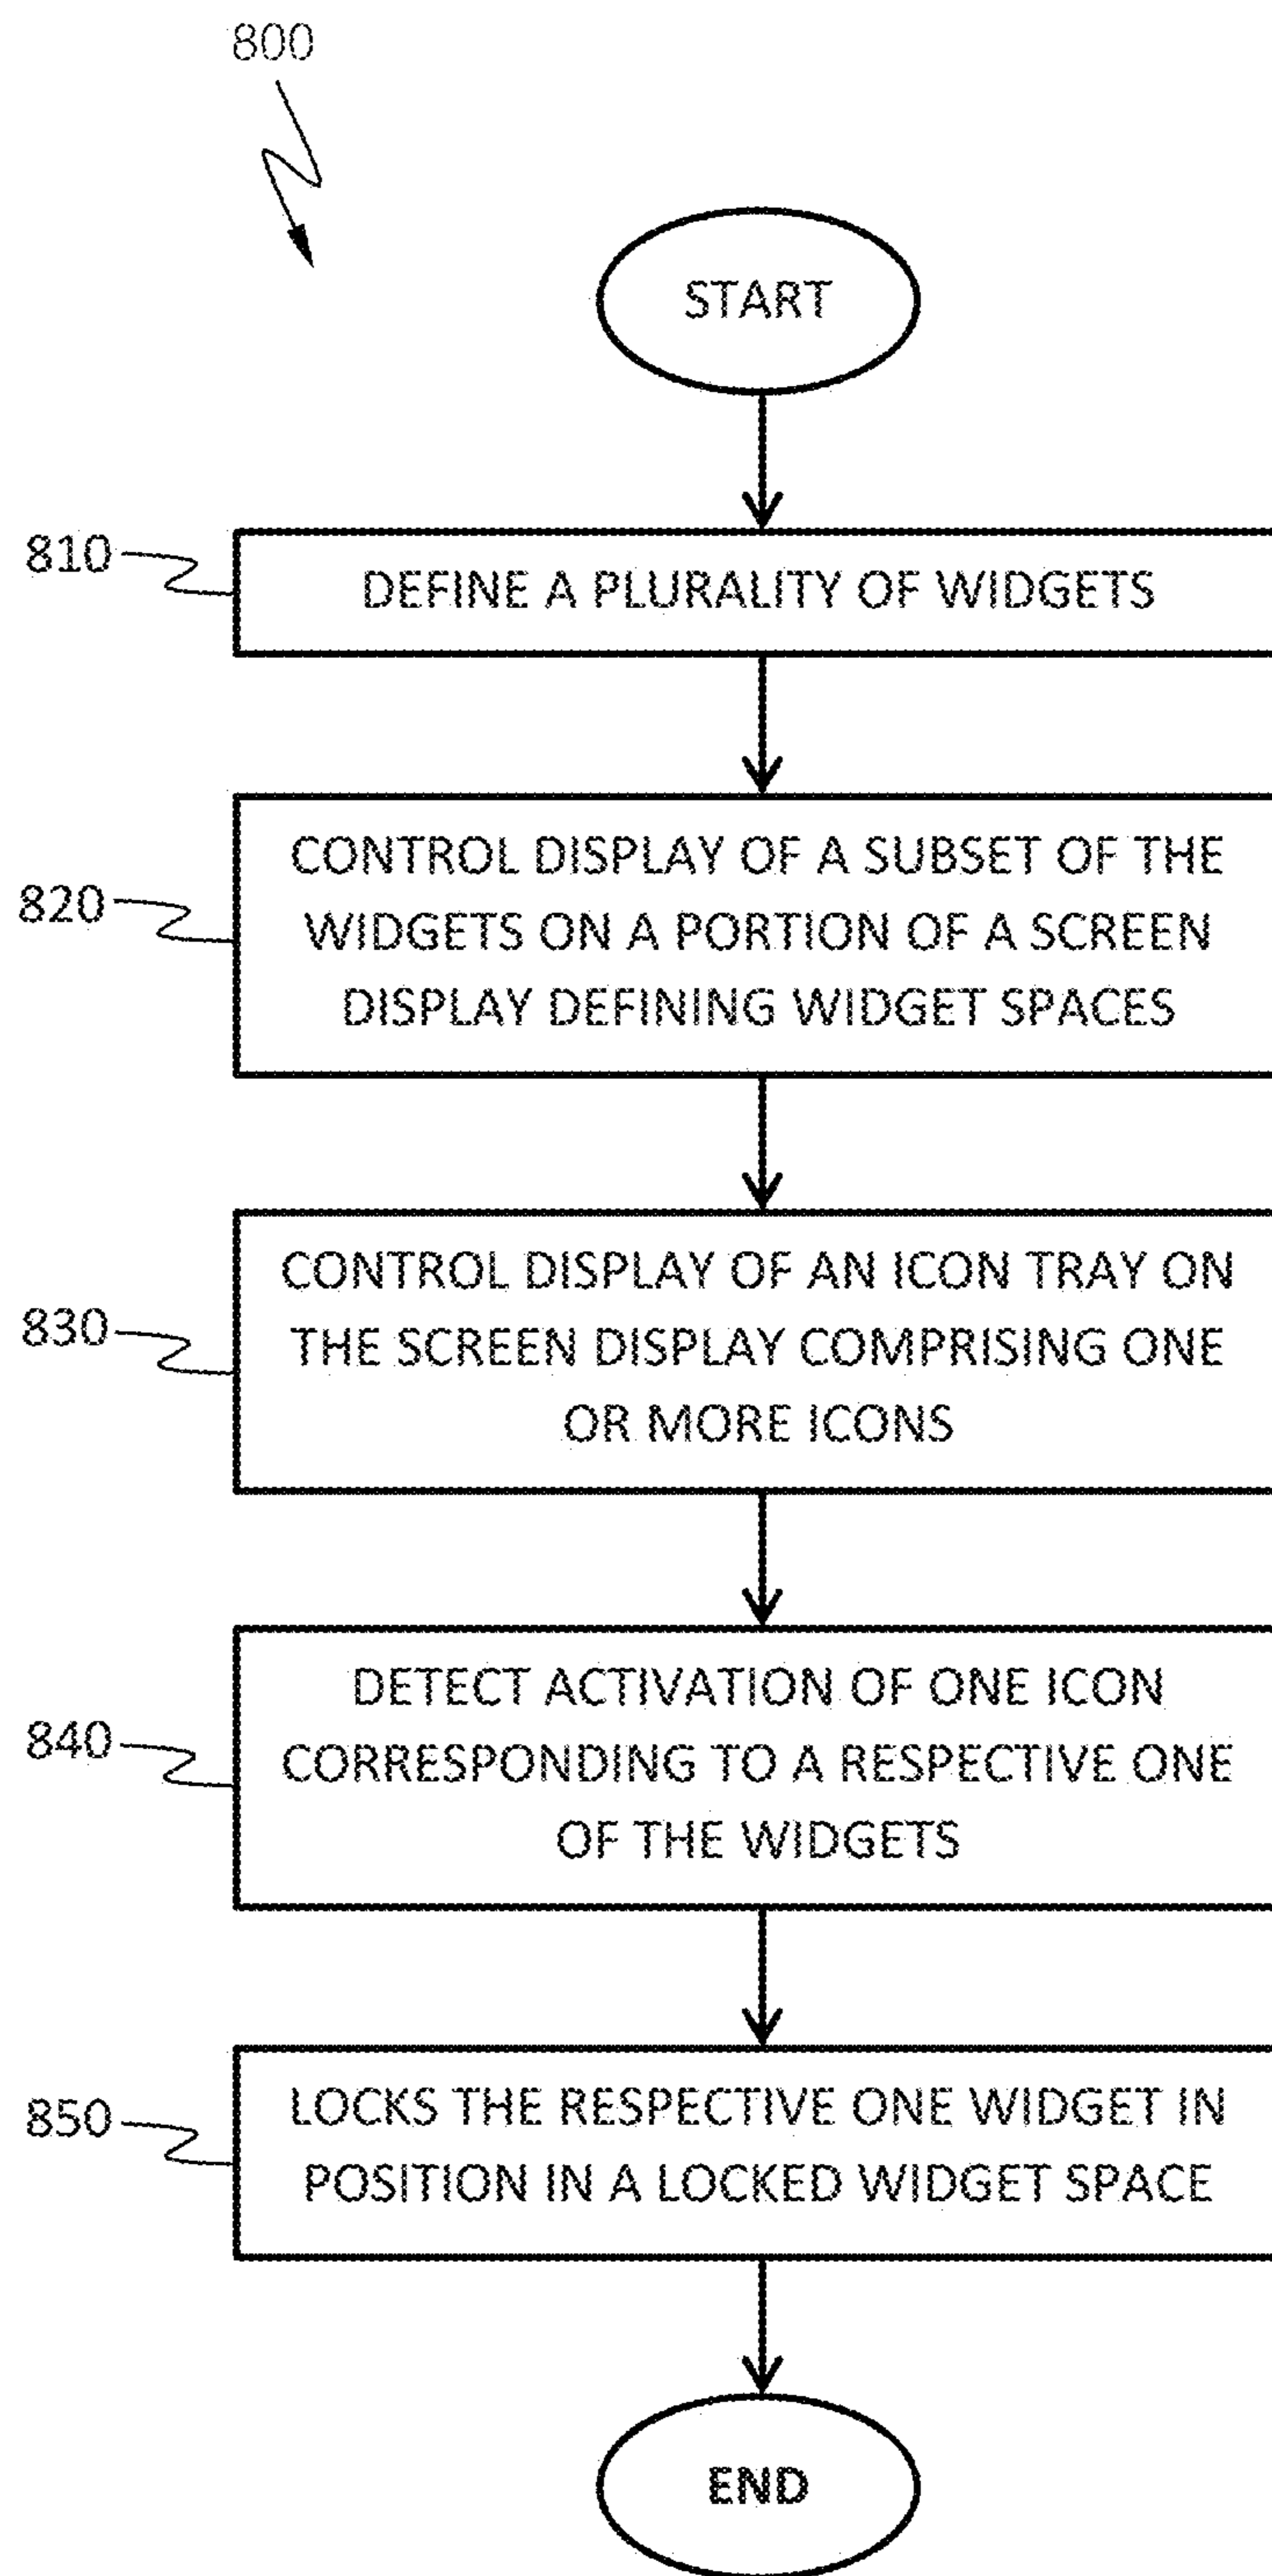 800
START
810
DEFINE A PLURALITY OF WIDGETS
820
CONTROL DISPLAY OF A SUBSET OF THE
WIDGETS ON A PORTION OF A SCREEN
DISPLAY DEFINING WIDGET SPACES
830
CONTROL DISPLAY OF AN ICON TRAY ON
THE SCREEN DISPLAY COMPRISING ONE
OR MORE ICONS
840
DETECT ACTIVATION OF ONE ICON
CORRESPONDING TO A RESPECTIVE ONE
OF THE WIDGETS
850
LOCKS THE RESPECTIVE ONE WIDGET IN
POSITION IN A LOCKED WIDGET SPACE
END